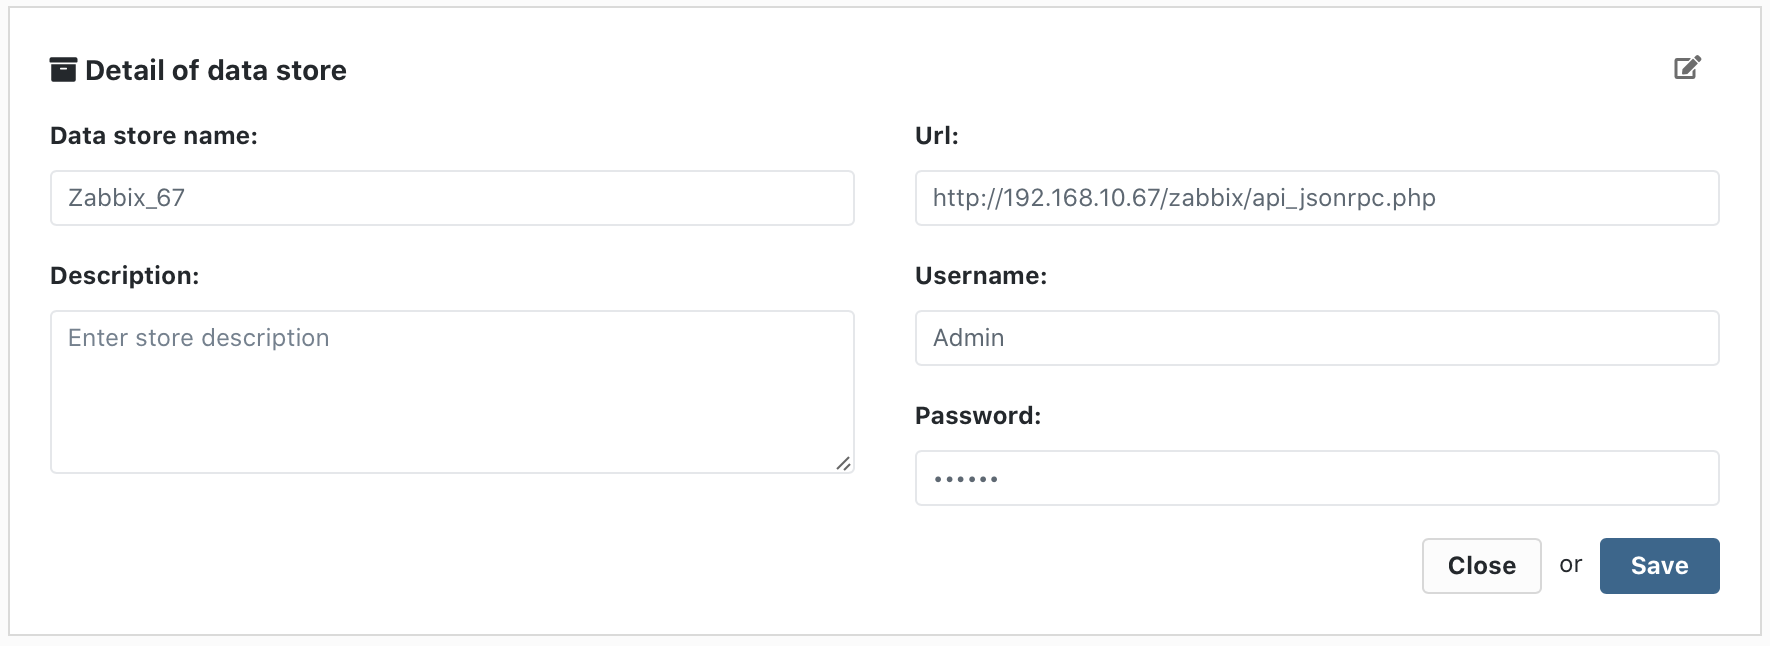 Detail of data store
Data store name:
Zabbix_67
Description:
Enter store description
Url:
http://192.168.10.67/zabbix/api_jsonrpc.php
Username:
Admin
Password:
••••••
Close or Save